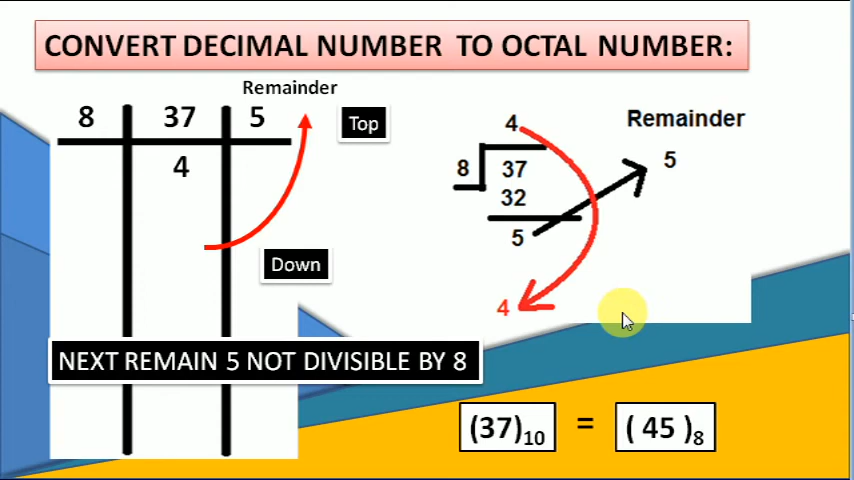 CONVERT DECIMAL NUMBER TO OCTAL NUMBER:
Remainder
8 37 5
4
Top
Down
4
Remainder
8 37
5
32
5
4
NEXT REMAIN 5 NOT DIVISIBLE BY 8
(37)10 = ( 45 )8